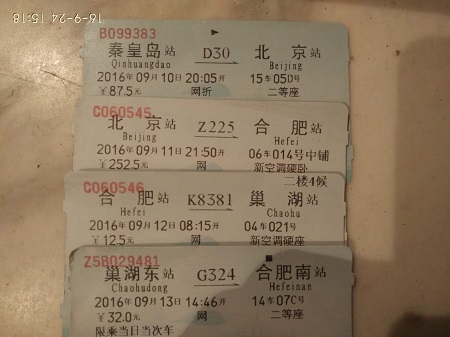 16-9-24 15:18
B099383
秦皇岛站 D30 北京站
Qinhuangdao Beijing
2016年09月10日20:05开 15车05D号
￥87.5元 网折 二等座
C060545
北京站 Z225 合肥站
Beijing Hefei
2016年09月11日21:50开 06车014号中铺
￥252.5元 网 新空调硬卧
二楼4候
C060546
合肥站 K8381 巢湖站
Hefei Chaohu
2016年09月12日08:15开 04车021号
￥12.5元 网 新空调硬座
Z58029481
巢湖东站 G324 合肥南站
Chaohudong Hefeinan
2016年09月13日14:46开 14车07C号
￥32.0元 网 二等座
限乘当日当次车